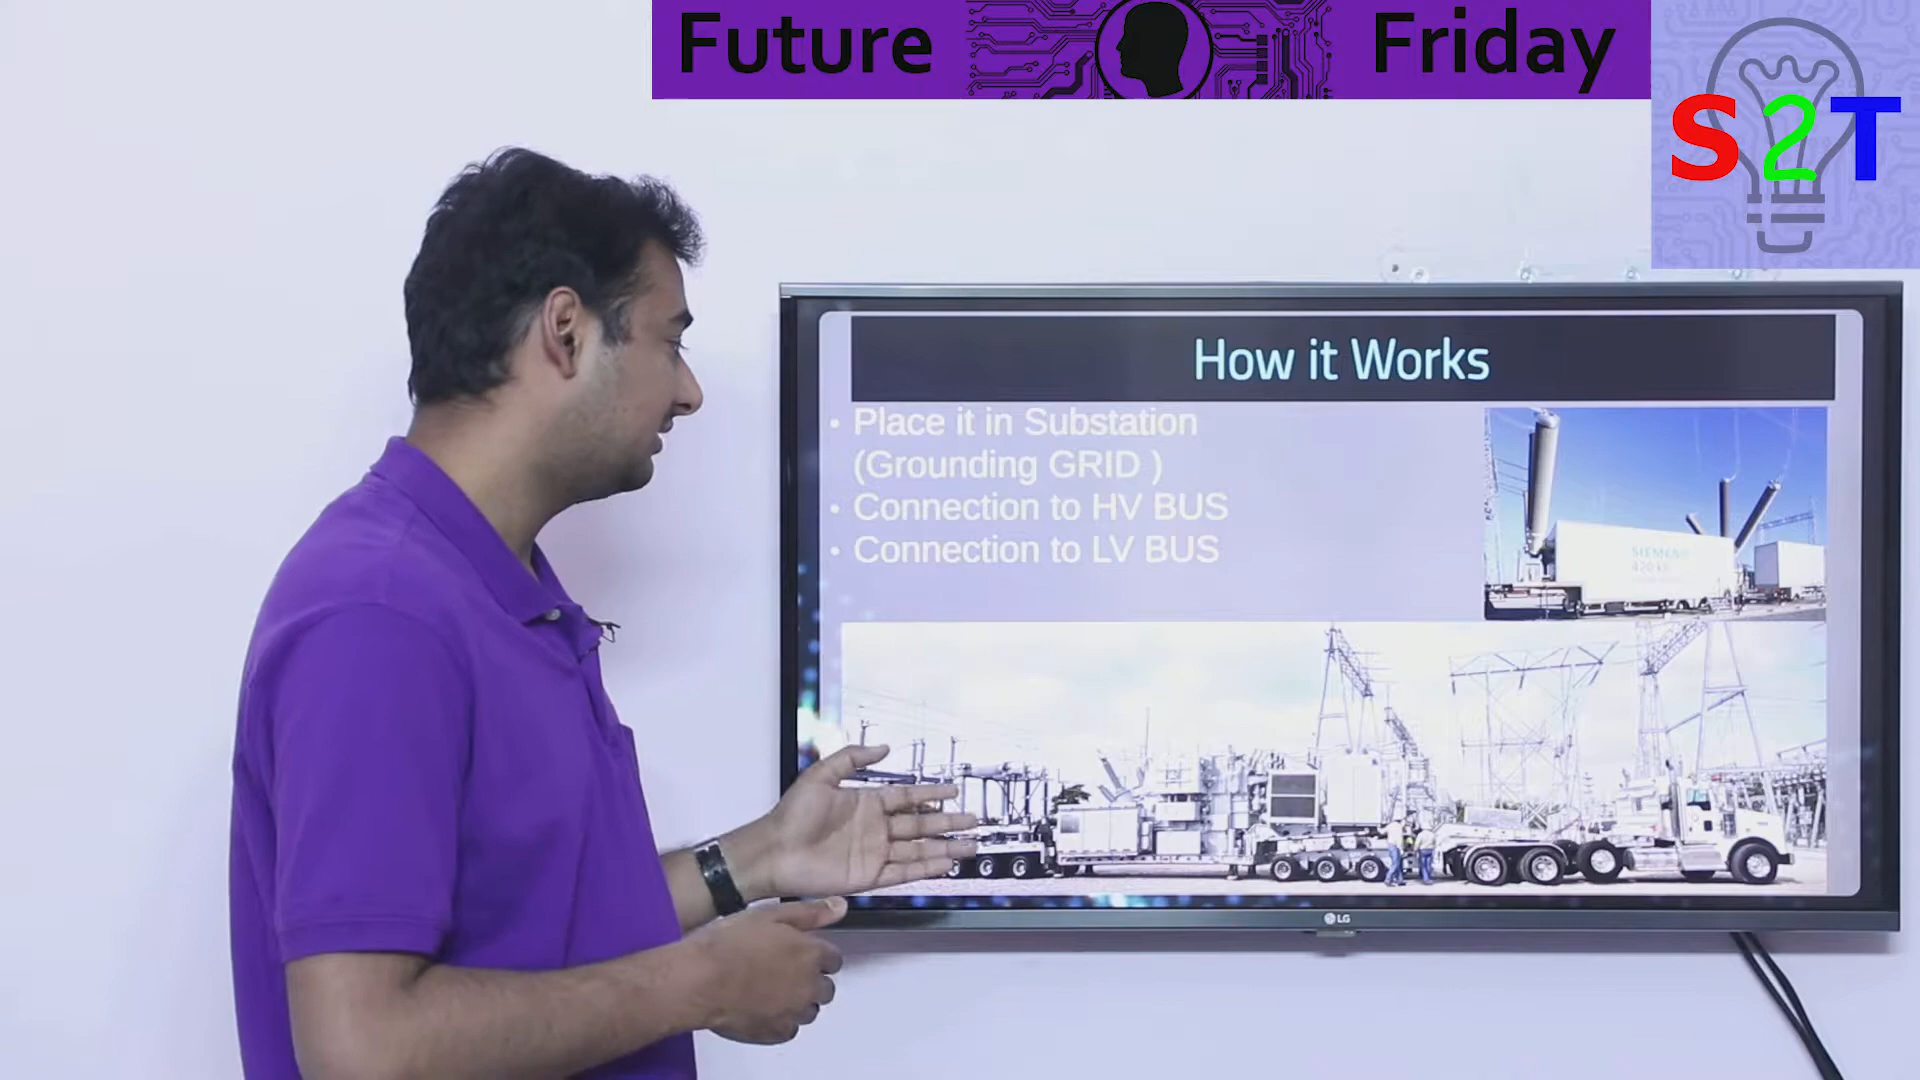 Future Friday
S2T
How it Works
• Place it in Substation
(Grounding GRID )
• Connection to HV BUS
• Connection to LV BUS
SIEMENS
LG